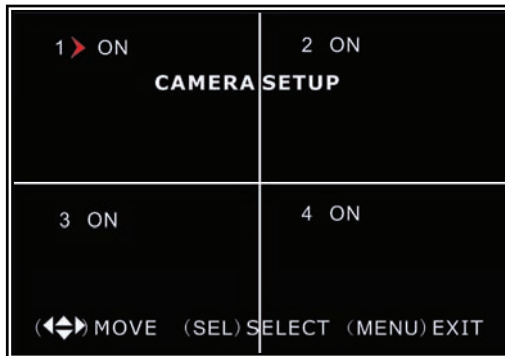 1 ON 2 ON
CAMERA SETUP
3 ON 4 ON
() MOVE (SEL) SELECT (MENU) EXIT